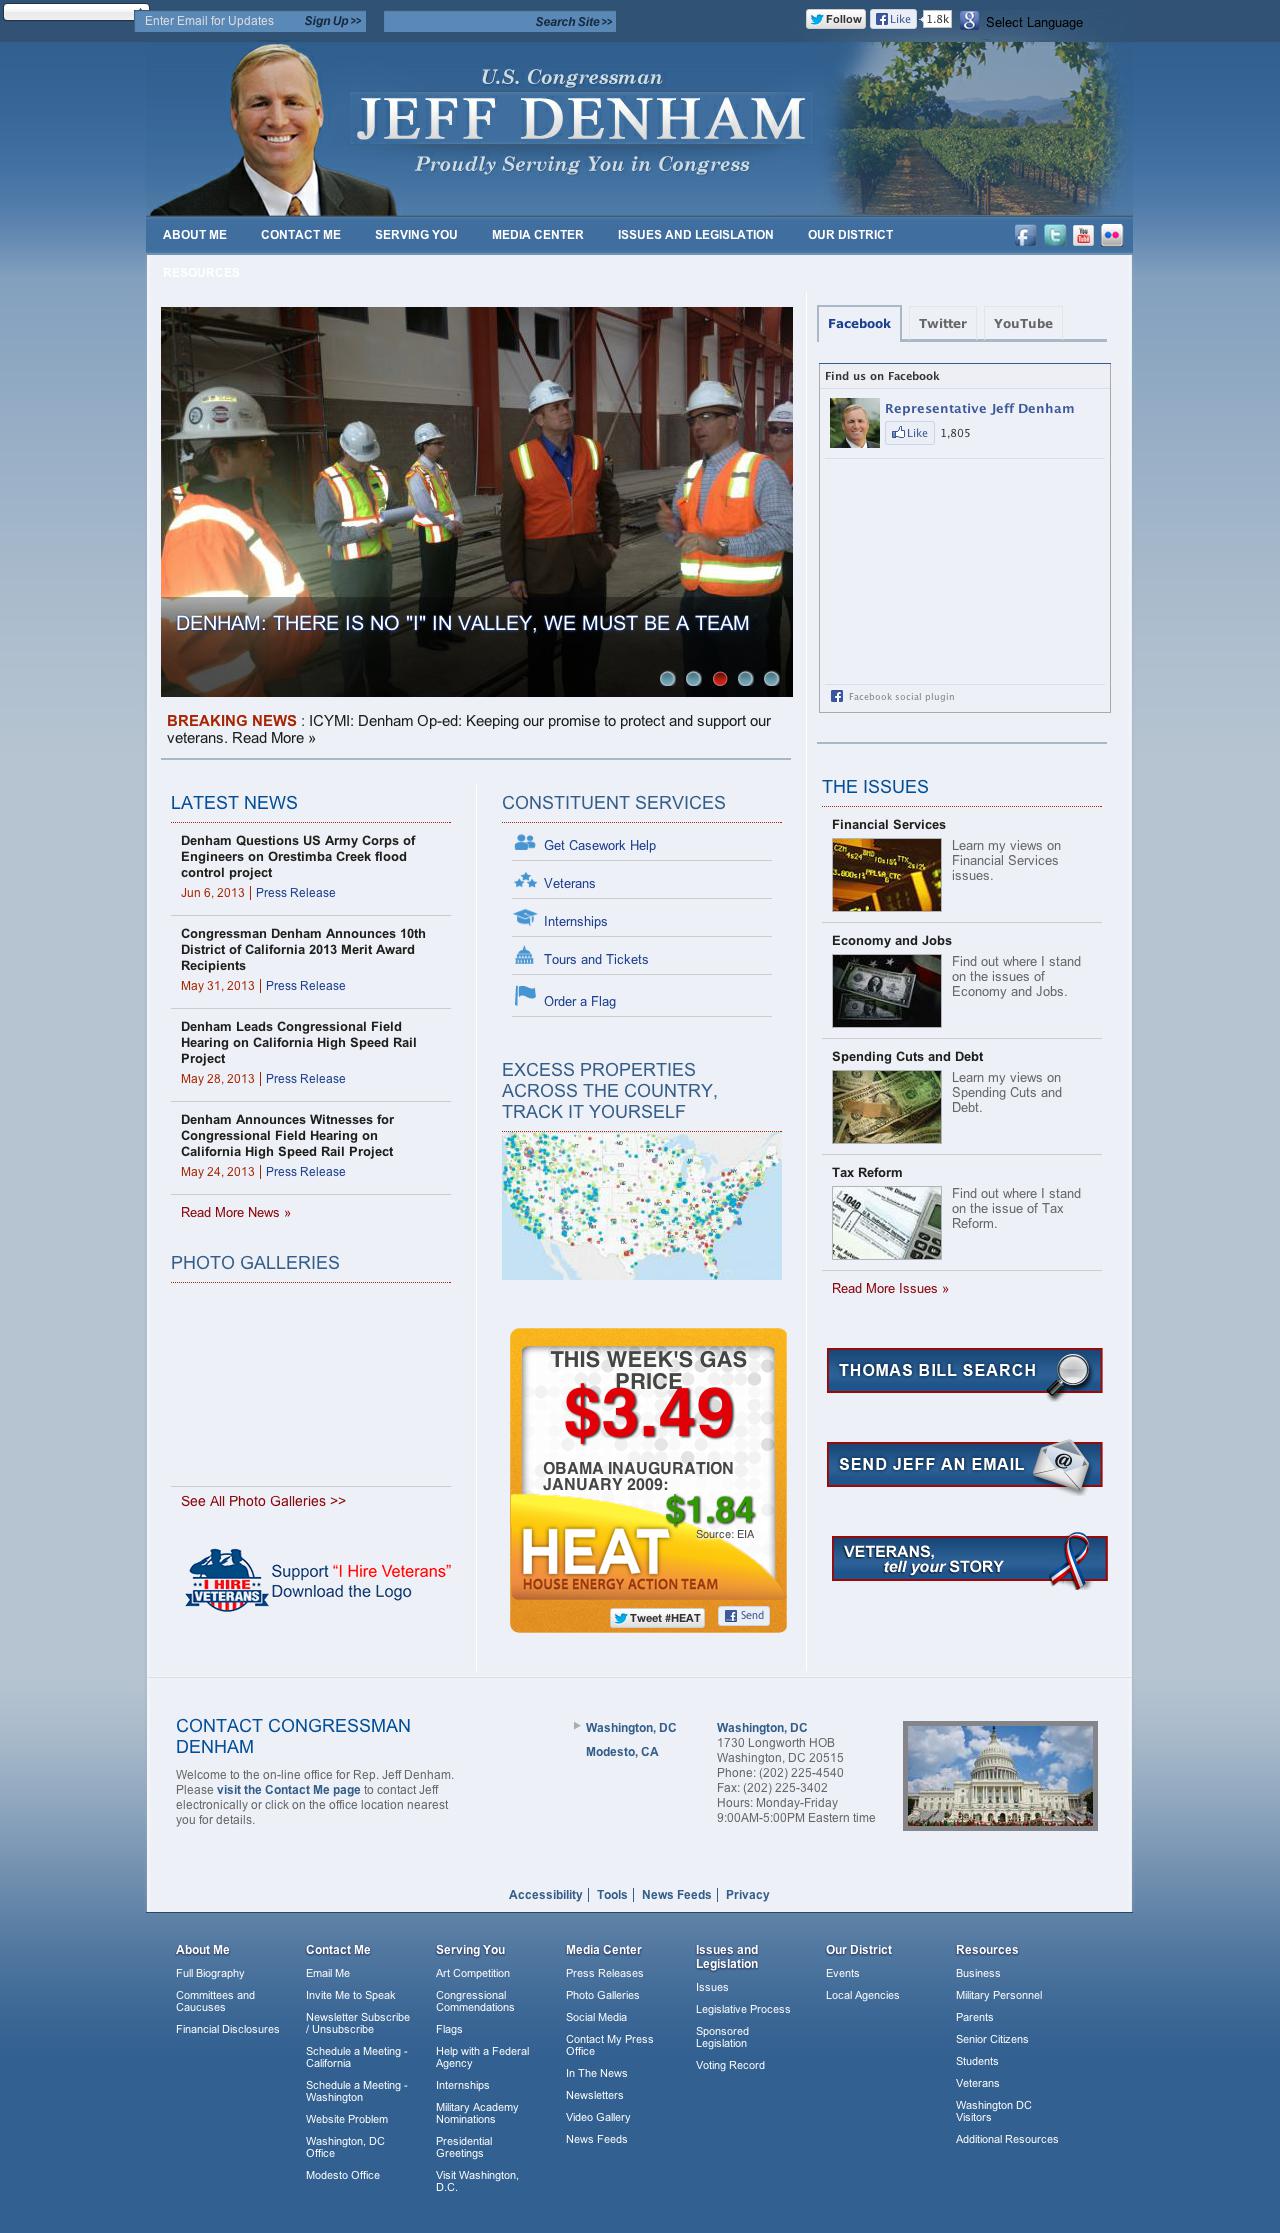 Enter Email for Updates
Sign Up >>
Search Site >>
Follow
Like
1.8k
Select Language
U.S. Congressman
JEFF DENHAM
Proudly Serving You in Congress
ABOUT ME
CONTACT ME
SERVING YOU
MEDIA CENTER
ISSUES AND LEGISLATION
OUR DISTRICT
RESOURCES
DENHAM: THERE IS NO "I" IN VALLEY, WE MUST BE A TEAM
BREAKING NEWS : ICYMI: Denham Op-ed: Keeping our promise to protect and support our
veterans. Read More »
Facebook
Twitter
YouTube
Find us on Facebook
Representative Jeff Denham
Like
1,805
Facebook social plugin
LATEST NEWS
Denham Questions US Army Corps of
Engineers on Orestimba Creek flood
control project
Jun 6, 2013 | Press Release
Congressman Denham Announces 10th
District of California 2013 Merit Award
Recipients
May 31, 2013 | Press Release
Denham Leads Congressional Field
Hearing on California High Speed Rail
Project
May 28, 2013 | Press Release
Denham Announces Witnesses for
Congressional Field Hearing on
California High Speed Rail Project
May 24, 2013 | Press Release
Read More News »
PHOTO GALLERIES
See All Photo Galleries >>
I HIRE
VETERANS
Support “I Hire Veterans”
Download the Logo
CONSTITUENT SERVICES
Get Casework Help
Veterans
Internships
Tours and Tickets
Order a Flag
EXCESS PROPERTIES
ACROSS THE COUNTRY,
TRACK IT YOURSELF
THIS WEEK'S GAS
PRICE
$3.49
OBAMA INAUGURATION
JANUARY 2009:
$1.84
Source: EIA
HEAT
HOUSE ENERGY ACTION TEAM
Tweet #HEAT
Send
THE ISSUES
Financial Services
Learn my views on
Financial Services
issues.
Economy and Jobs
Find out where I stand
on the issues of
Economy and Jobs.
Spending Cuts and Debt
Learn my views on
Spending Cuts and
Debt.
Tax Reform
1040
Find out where I stand
on the issue of Tax
Reform.
Read More Issues »
THOMAS BILL SEARCH
SEND JEFF AN EMAIL
@
VETERANS,
tell your STORY
CONTACT CONGRESSMAN
DENHAM
Welcome to the on-line office for Rep. Jeff Denham.
Please visit the Contact Me page to contact Jeff
electronically or click on the office location nearest
you for details.
Washington, DC
Modesto, CA
Washington, DC
1730 Longworth HOB
Washington, DC 20515
Phone: (202) 225-4540
Fax: (202) 225-3402
Hours: Monday-Friday
9:00AM-5:00PM Eastern time
Accessibility | Tools | News Feeds | Privacy
About Me
Full Biography
Committees and
Caucuses
Financial Disclosures
Contact Me
Email Me
Invite Me to Speak
Newsletter Subscribe
/ Unsubscribe
Schedule a Meeting -
California
Schedule a Meeting -
Washington
Website Problem
Washington, DC
Office
Modesto Office
Serving You
Art Competition
Congressional
Commendations
Flags
Help with a Federal
Agency
Internships
Military Academy
Nominations
Presidential
Greetings
Visit Washington,
D.C.
Media Center
Press Releases
Photo Galleries
Social Media
Contact My Press
Office
In The News
Newsletters
Video Gallery
News Feeds
Issues and
Legislation
Issues
Legislative Process
Sponsored
Legislation
Voting Record
Our District
Events
Local Agencies
Resources
Business
Military Personnel
Parents
Senior Citizens
Students
Veterans
Washington DC
Visitors
Additional Resources